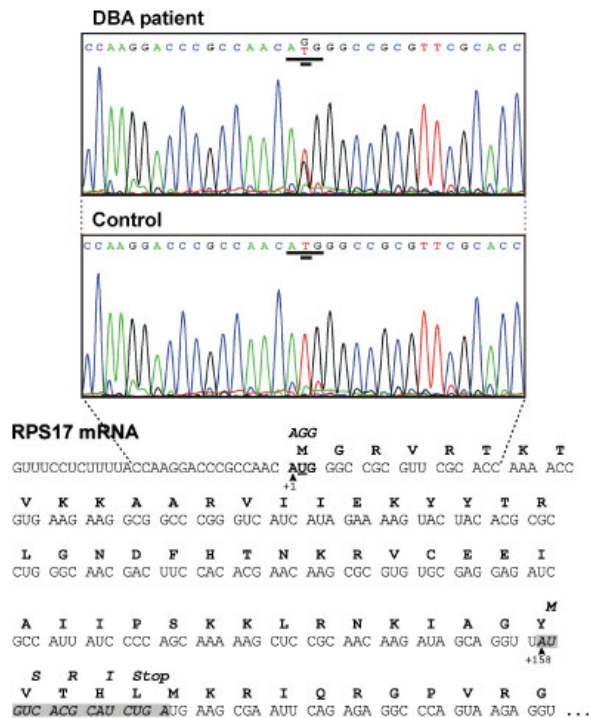 DBA patient
G
C C A A G G A C C C G C C A A C A T G G G C C G C G T T C G C A C C
Control
C C A A G G A C C C G C C A A C A T G G G C C G C G T T C G C A C C
RPS17 mRNA
AGG
M G R V R T K T
GUUUCCUCUUUUACCAAGGACCCGCCAAC AUG GGC CGC GUU CGC ACC AAA ACC
+1
V K K A A R V I I E K Y Y T R
GUG AAG AAG GCG GCC CGG GUC AUC AUA GAA AAG UAC UAC ACG CGC
L G N D F H T N K R V C E E I
CUG GGC AAC GAC UUC CAC ACG AAC AAG CGC GUG UGC GAG GAG AUC
M
A I I P S K K L R N K I A G Y
GCC AUU AUC CCC AGC AAA AAG CUC CGC AAC AAG AUA GCA GGU UAU
+158
S R I Stop
V T H L M K R I Q R G P V R G
GUC ACG CAU CUG AUG AAG CGA AUU CAG AGA GGC CCA GUA AGA GGU ...